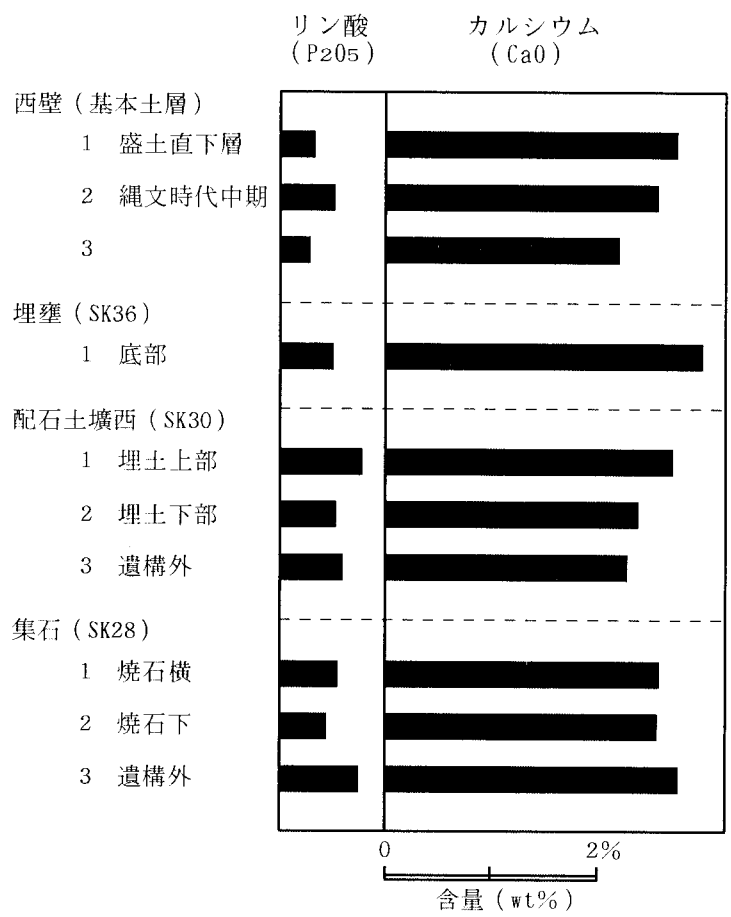 リン酸 カルシウム
(P2O5) (CaO)
西壁(基本土層)
1 盛土直下層
2 縄文時代中期
3
埋甕(SK36)
1 底部
配石土壙西(SK30)
1 埋土上部
2 埋土下部
3 遺構外
集石(SK28)
1 焼石横
2 焼石下
3 遺構外
0 2%
含量(wt%)